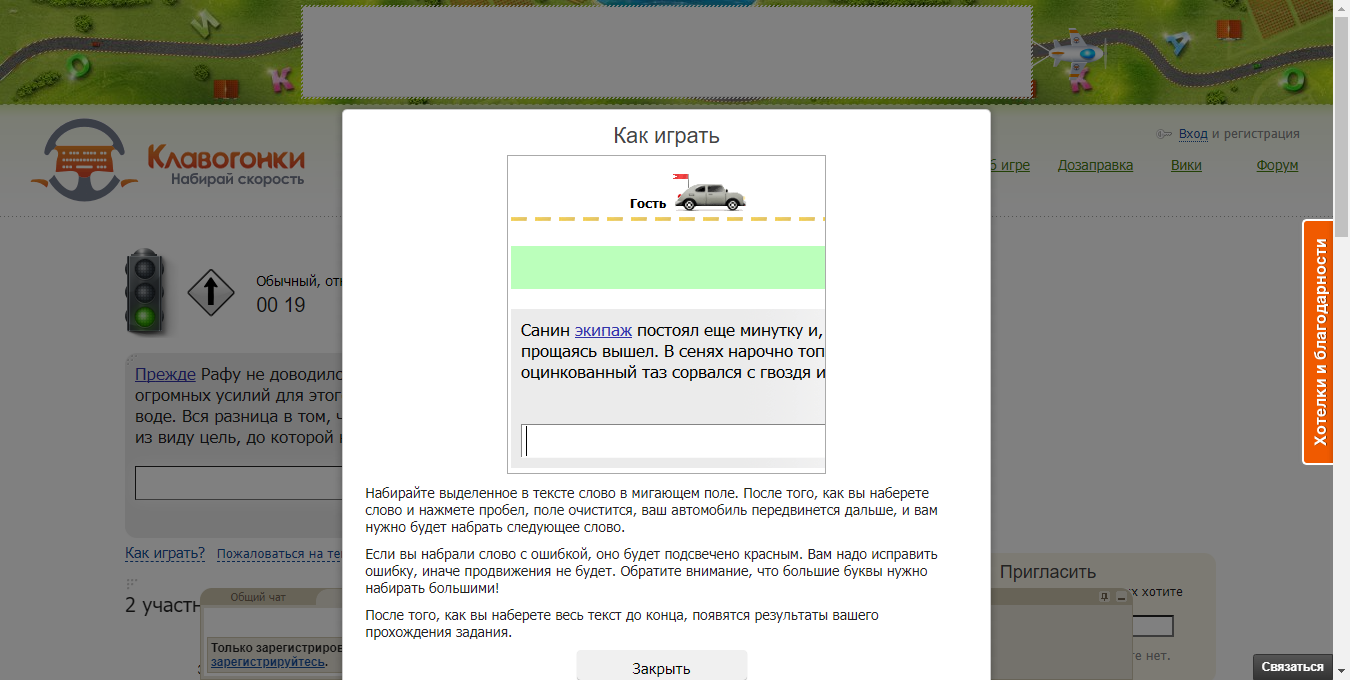 Клавогонки
Набирай скорость
Вход и регистрация
б игре
Дозаправка
Вики
Форум
Обычный, отк
00 19
Прежде Рафу не доводилос
огромных усилий для этог
воде. Вся разница в том, ч
из виду цель, до которой
Как играть?
Пожаловаться на те
2 участн
Общий чат
Только зарегистриров
зарегистрируйтесь.
Как играть
Гость
Санин экипаж постоял еще минутку и,
прощаясь вышел. В сенях нарочно топ
оцинкованный таз сорвался с гвоздя и
Набирайте выделенное в тексте слово в мигающем поле. После того, как вы наберете
слово и нажмете пробел, поле очистится, ваш автомобиль передвинется дальше, и вам
нужно будет набрать следующее слово.
Если вы набрали слово с ошибкой, оно будет подсвечено красным. Вам надо исправить
ошибку, иначе продвижения не будет. Обратите внимание, что большие буквы нужно
набирать большими!
После того, как вы наберете весь текст до конца, появятся результаты вашего
прохождения задания.
Закрыть
Пригласить
х хотите
е нет.
Хотелки и благодарности
Связаться